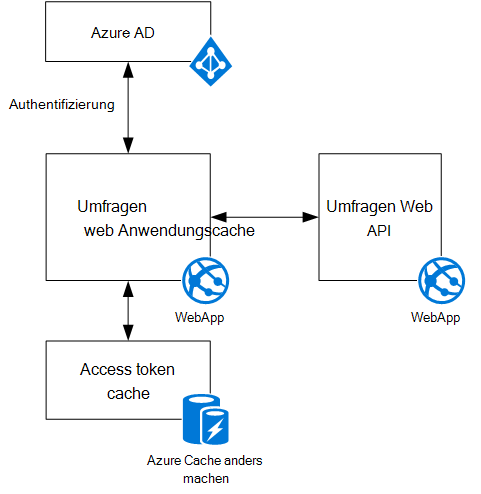 Azure AD
Authentifizierung
Umfragen
web Anwendungscache
Umfragen Web
API
WebApp
WebApp
Access token
cache
Azure Cache anders
machen